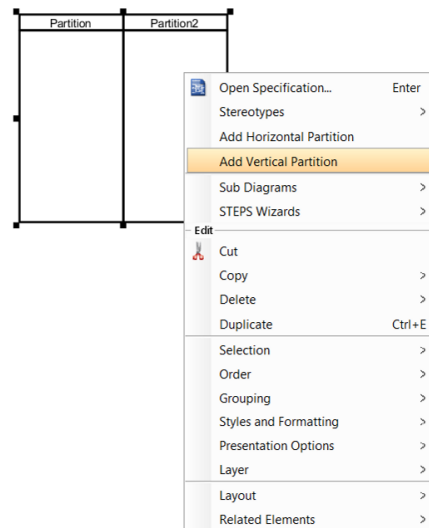 Partition Partition2
Open Specification... Enter
Stereotypes >
Add Horizontal Partition
Add Vertical Partition
Sub Diagrams >
STEPS Wizards >
Edit
Cut
Copy >
Delete >
Duplicate Ctrl+E
Selection >
Order >
Grouping >
Styles and Formatting >
Presentation Options >
Layer >
Layout >
Related Elements >